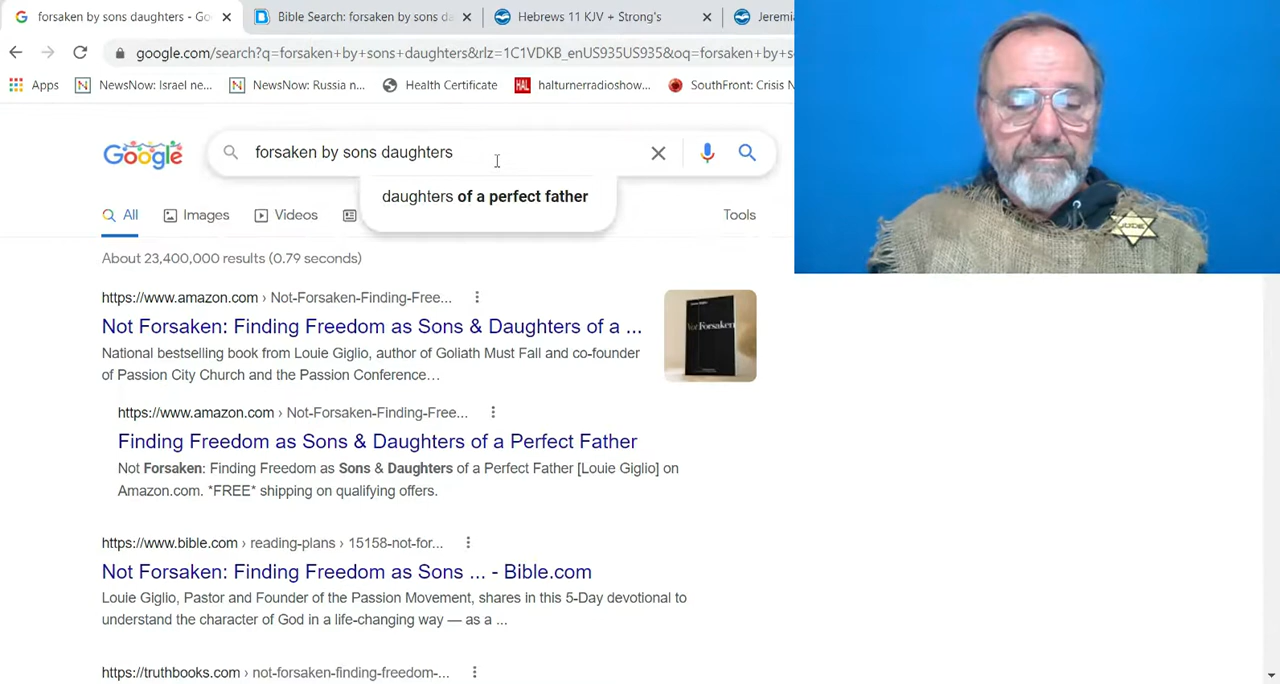 forsaken by sons daughters - Go
Bible Search: forsaken by sons da
Hebrews 11 KJV + Strong's
Jeremia
google.com/search?q=forsaken+by+sons+daughters&rlz=1C1VDKB_enUS935US935&oq=forsaken+by+s
Apps
NewsNow: Israel ne...
NewsNow: Russia n...
Health Certificate
HAL
halturnerradioshow...
SouthFront: Crisis N
Google
forsaken by sons daughters
daughters of a perfect father
All
Images
Videos
Tools
About 23,400,000 results (0.79 seconds)
https://www.amazon.com › Not-Forsaken-Finding-Free...
Not Forsaken: Finding Freedom as Sons & Daughters of a ...
National bestselling book from Louie Giglio, author of Goliath Must Fall and co-founder
of Passion City Church and the Passion Conference…
Not Forsaken
https://www.amazon.com › Not-Forsaken-Finding-Free...
Finding Freedom as Sons & Daughters of a Perfect Father
Not Forsaken: Finding Freedom as Sons & Daughters of a Perfect Father [Louie Giglio] on
Amazon.com. *FREE* shipping on qualifying offers.
https://www.bible.com › reading-plans › 15158-not-for...
Not Forsaken: Finding Freedom as Sons ... - Bible.com
Louie Giglio, Pastor and Founder of the Passion Movement, shares in this 5-Day devotional to
understand the character of God in a life-changing way — as a ...
https://truthbooks.com › not-forsaken-finding-freedom-...
JUDE